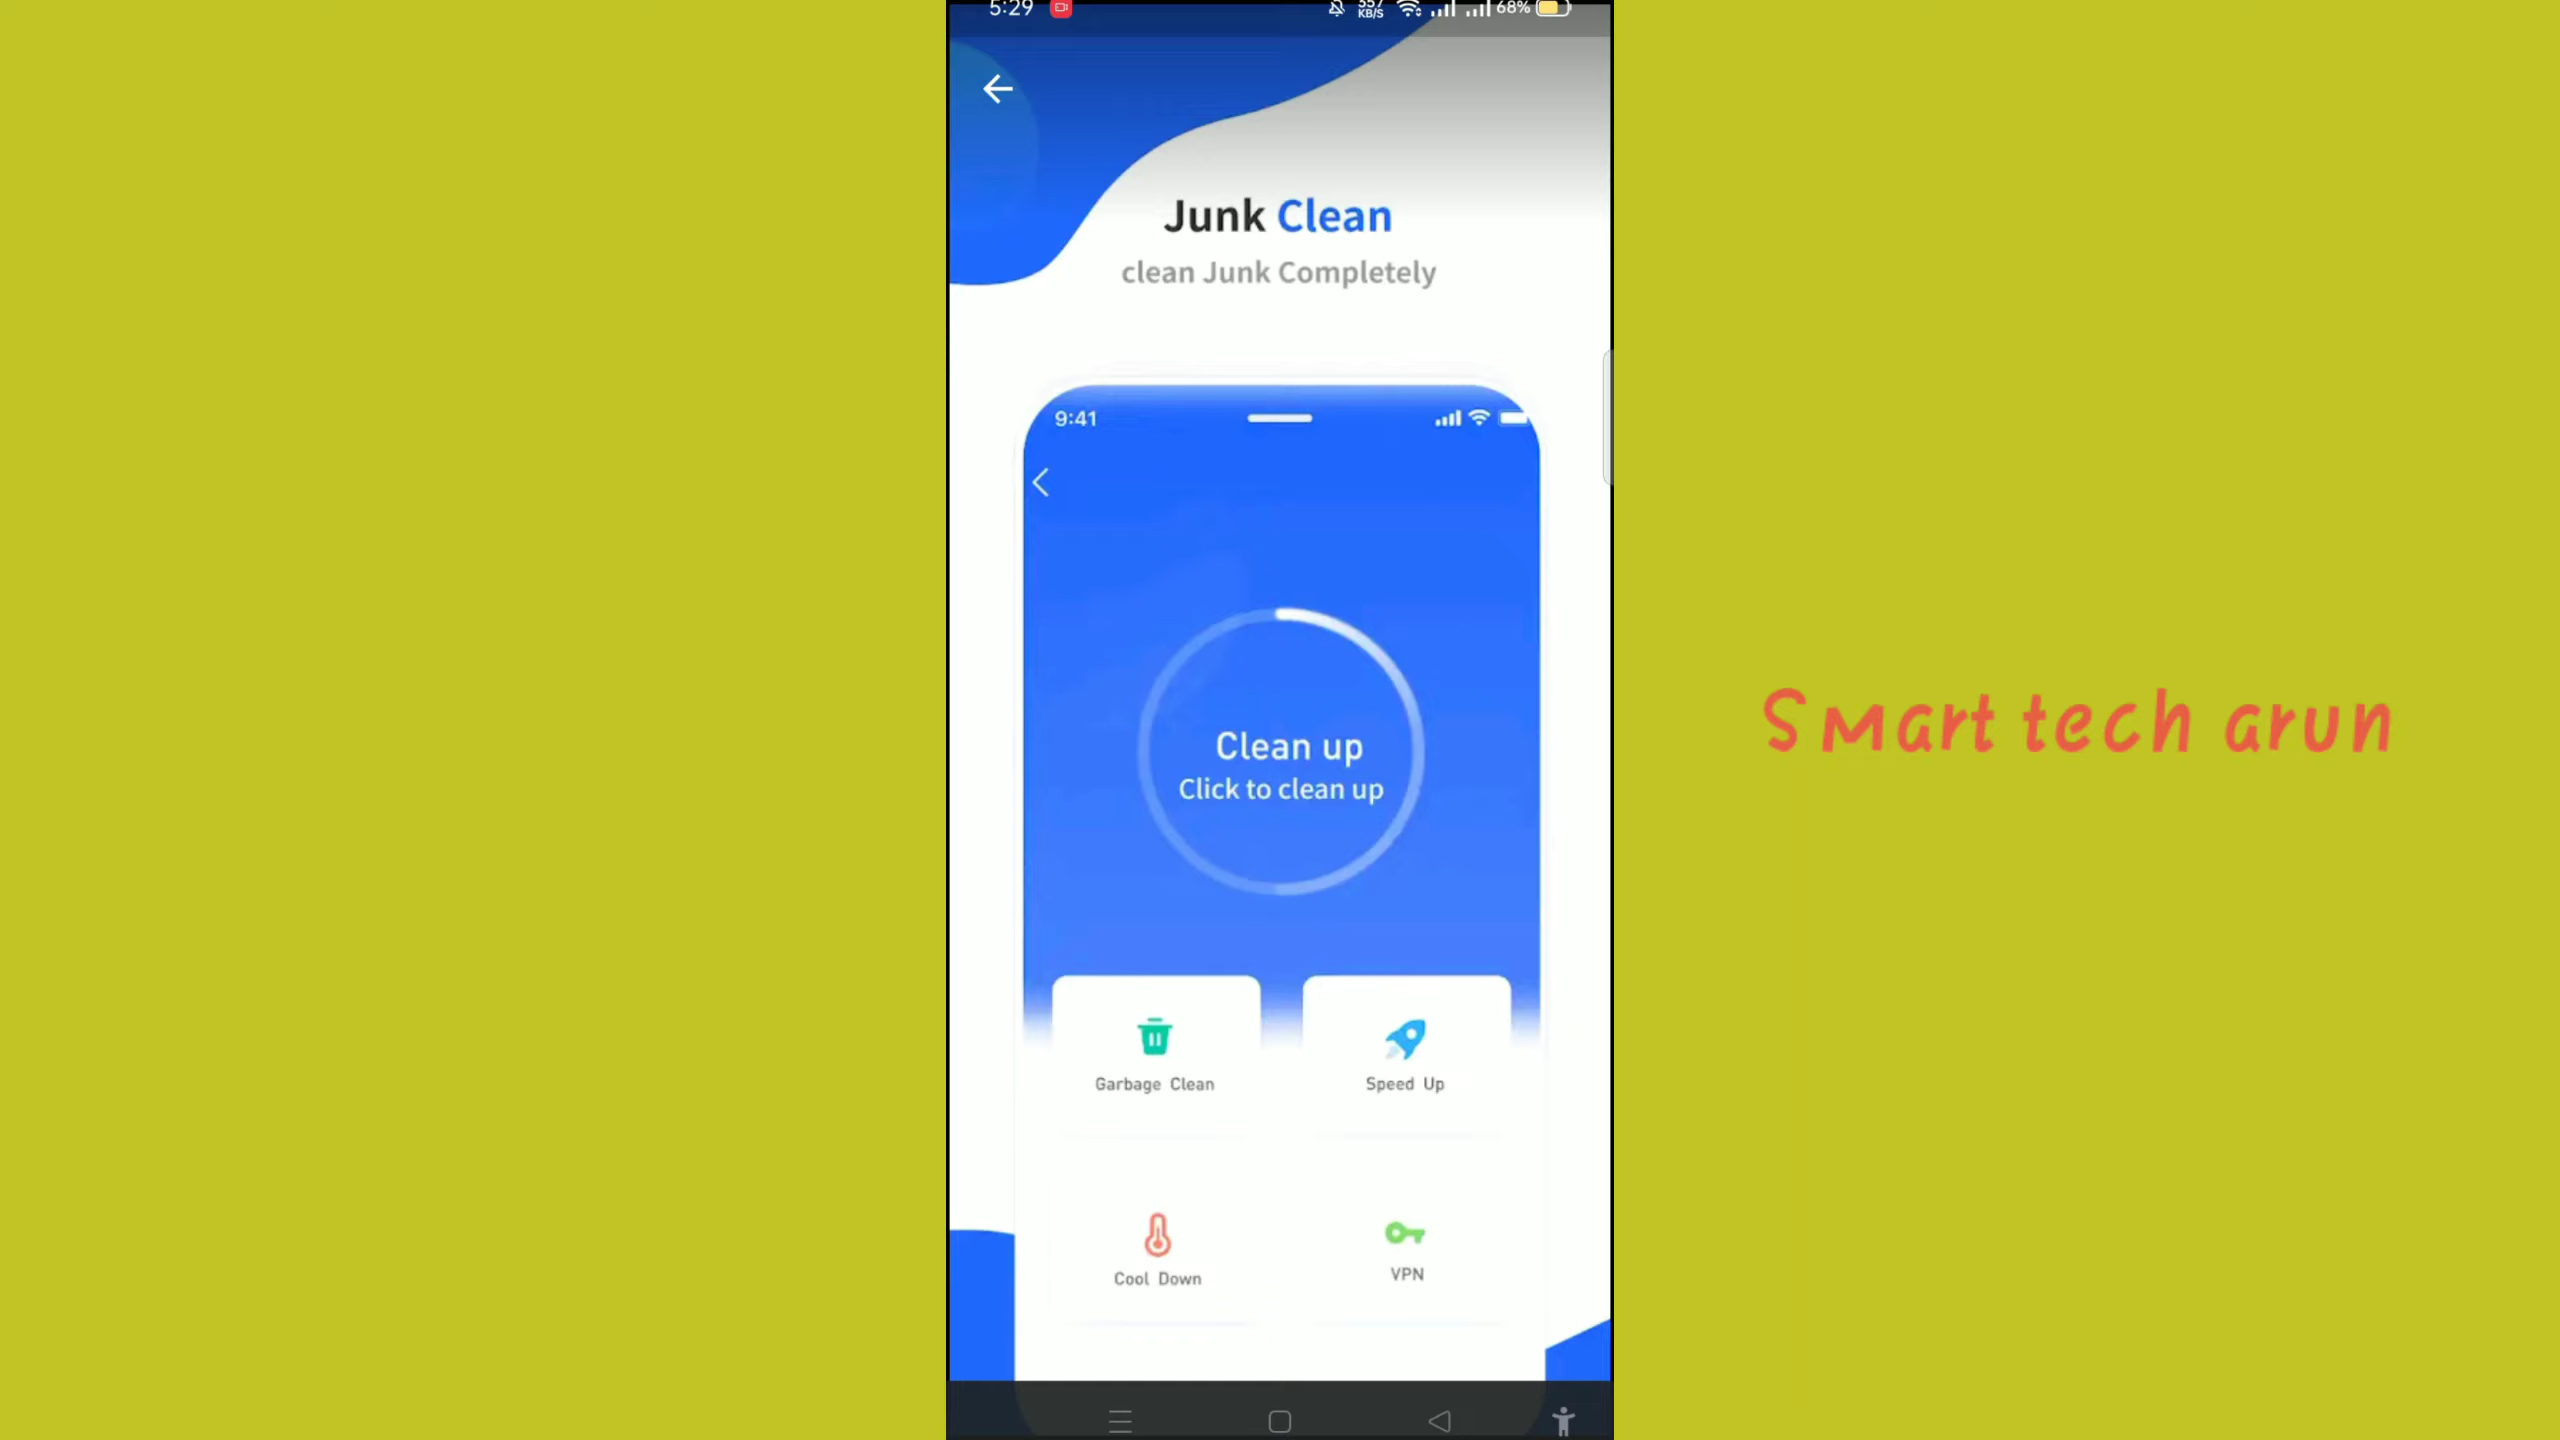 5:29
KB/S
68%
Junk Clean
clean Junk Completely
9:41
Clean up
Click to clean up
Smart tech arun
Garbage Clean
Speed Up
Cool Down
VPN